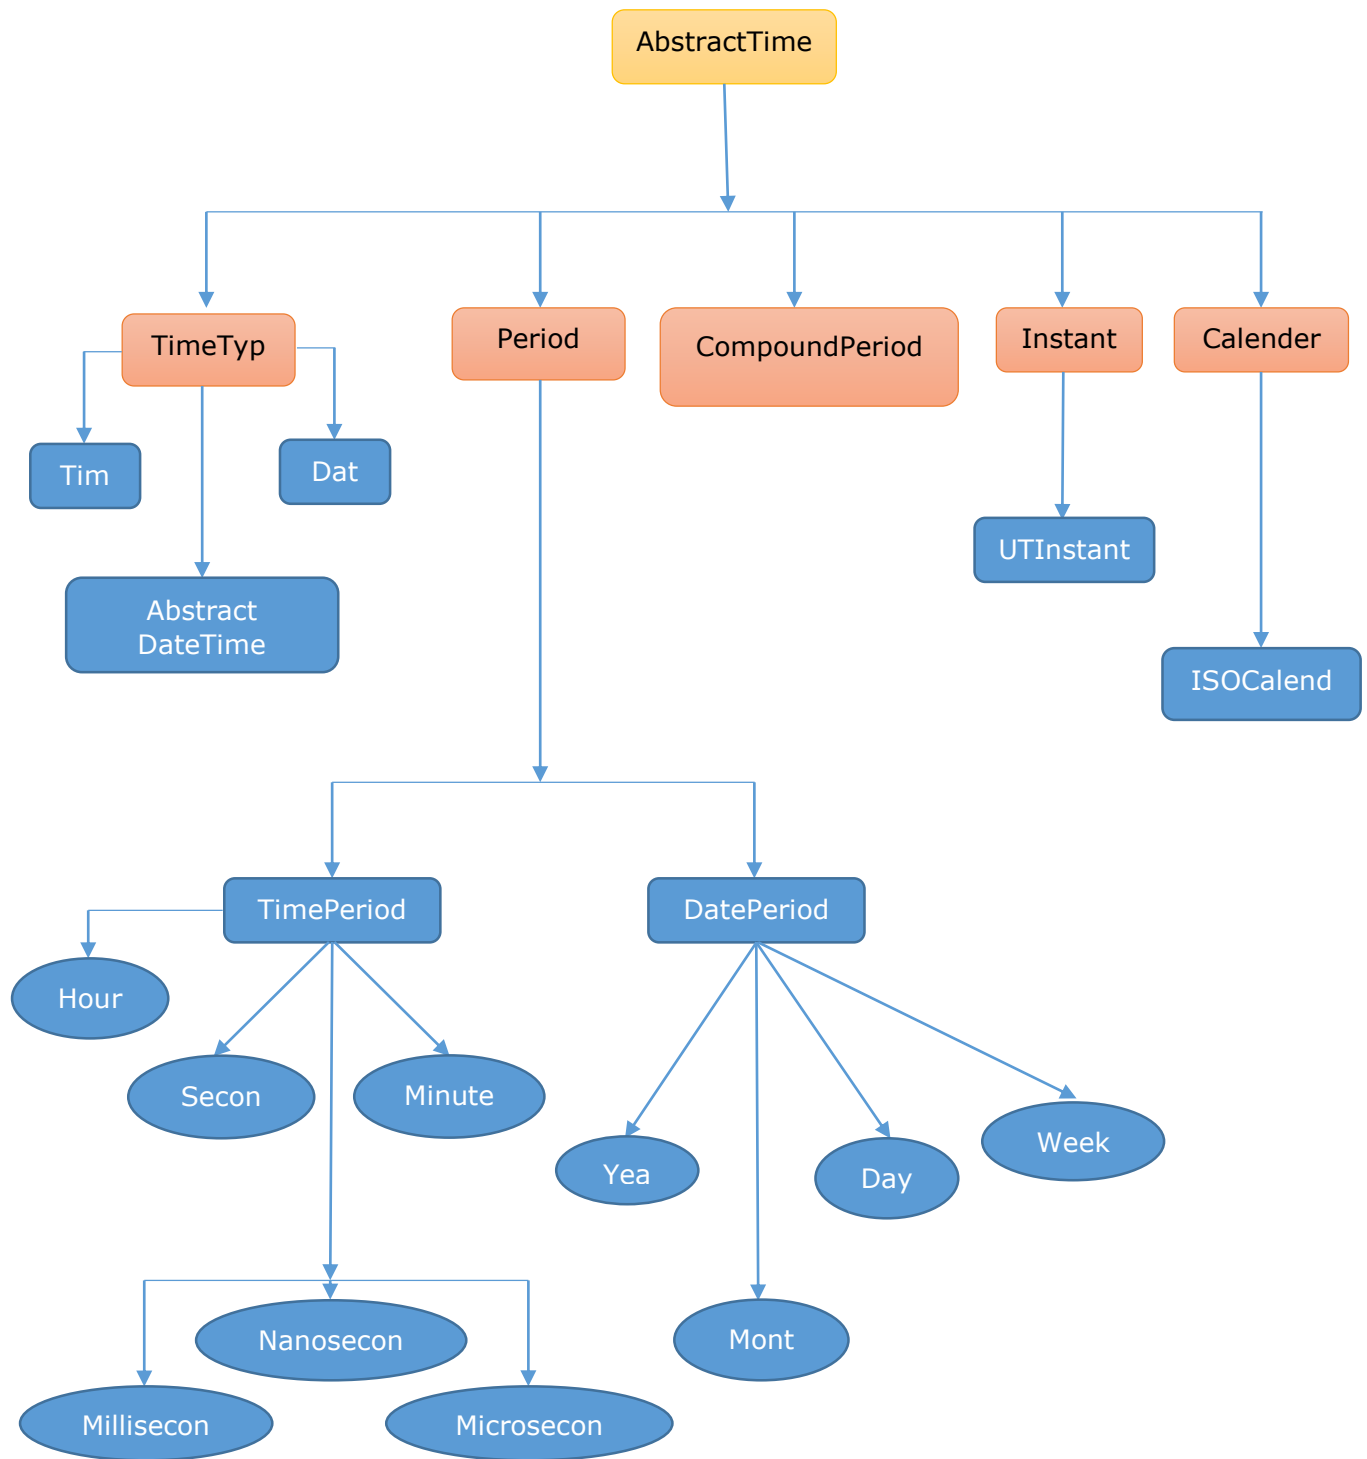 AbstractTime
TimeTyp
Period
CompoundPeriod
Instant
Calender
Tim
Dat
Abstract
DateTime
UTInstant
ISOCalend
TimePeriod
DatePeriod
Hour
Secon
Minute
Yea
Day
Week
Nanosecon
Mont
Millisecon
Microsecon